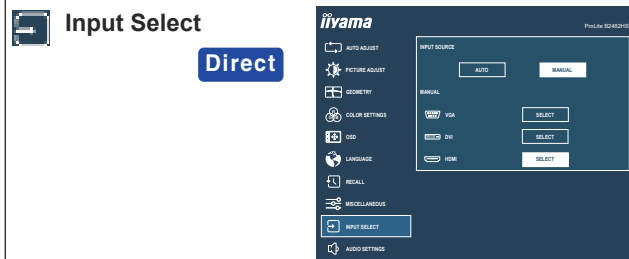 Input Select
Direct
iiyama
ProLite B2482HS
AUTO ADJUST
PICTURE ADJUST
GEOMETRY
COLOR SETTINGS
OSD
LANGUAGE
RECALL
MISCELLANEOUS
INPUT SELECT
AUDIO SETTINGS
INPUT SOURCE
AUTO MANUAL
MANUAL
VGA SELECT
DVI SELECT
HDMI SELECT